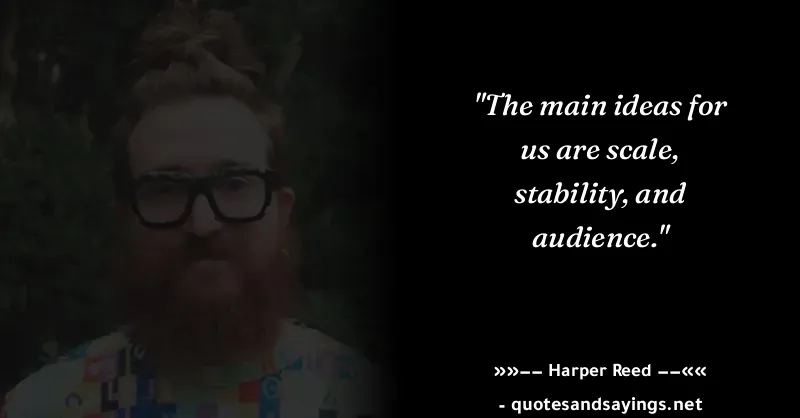 "The main ideas for
us are scale,
stability, and
audience."
»»−− Harper Reed −−««
- quotesandsayings.net